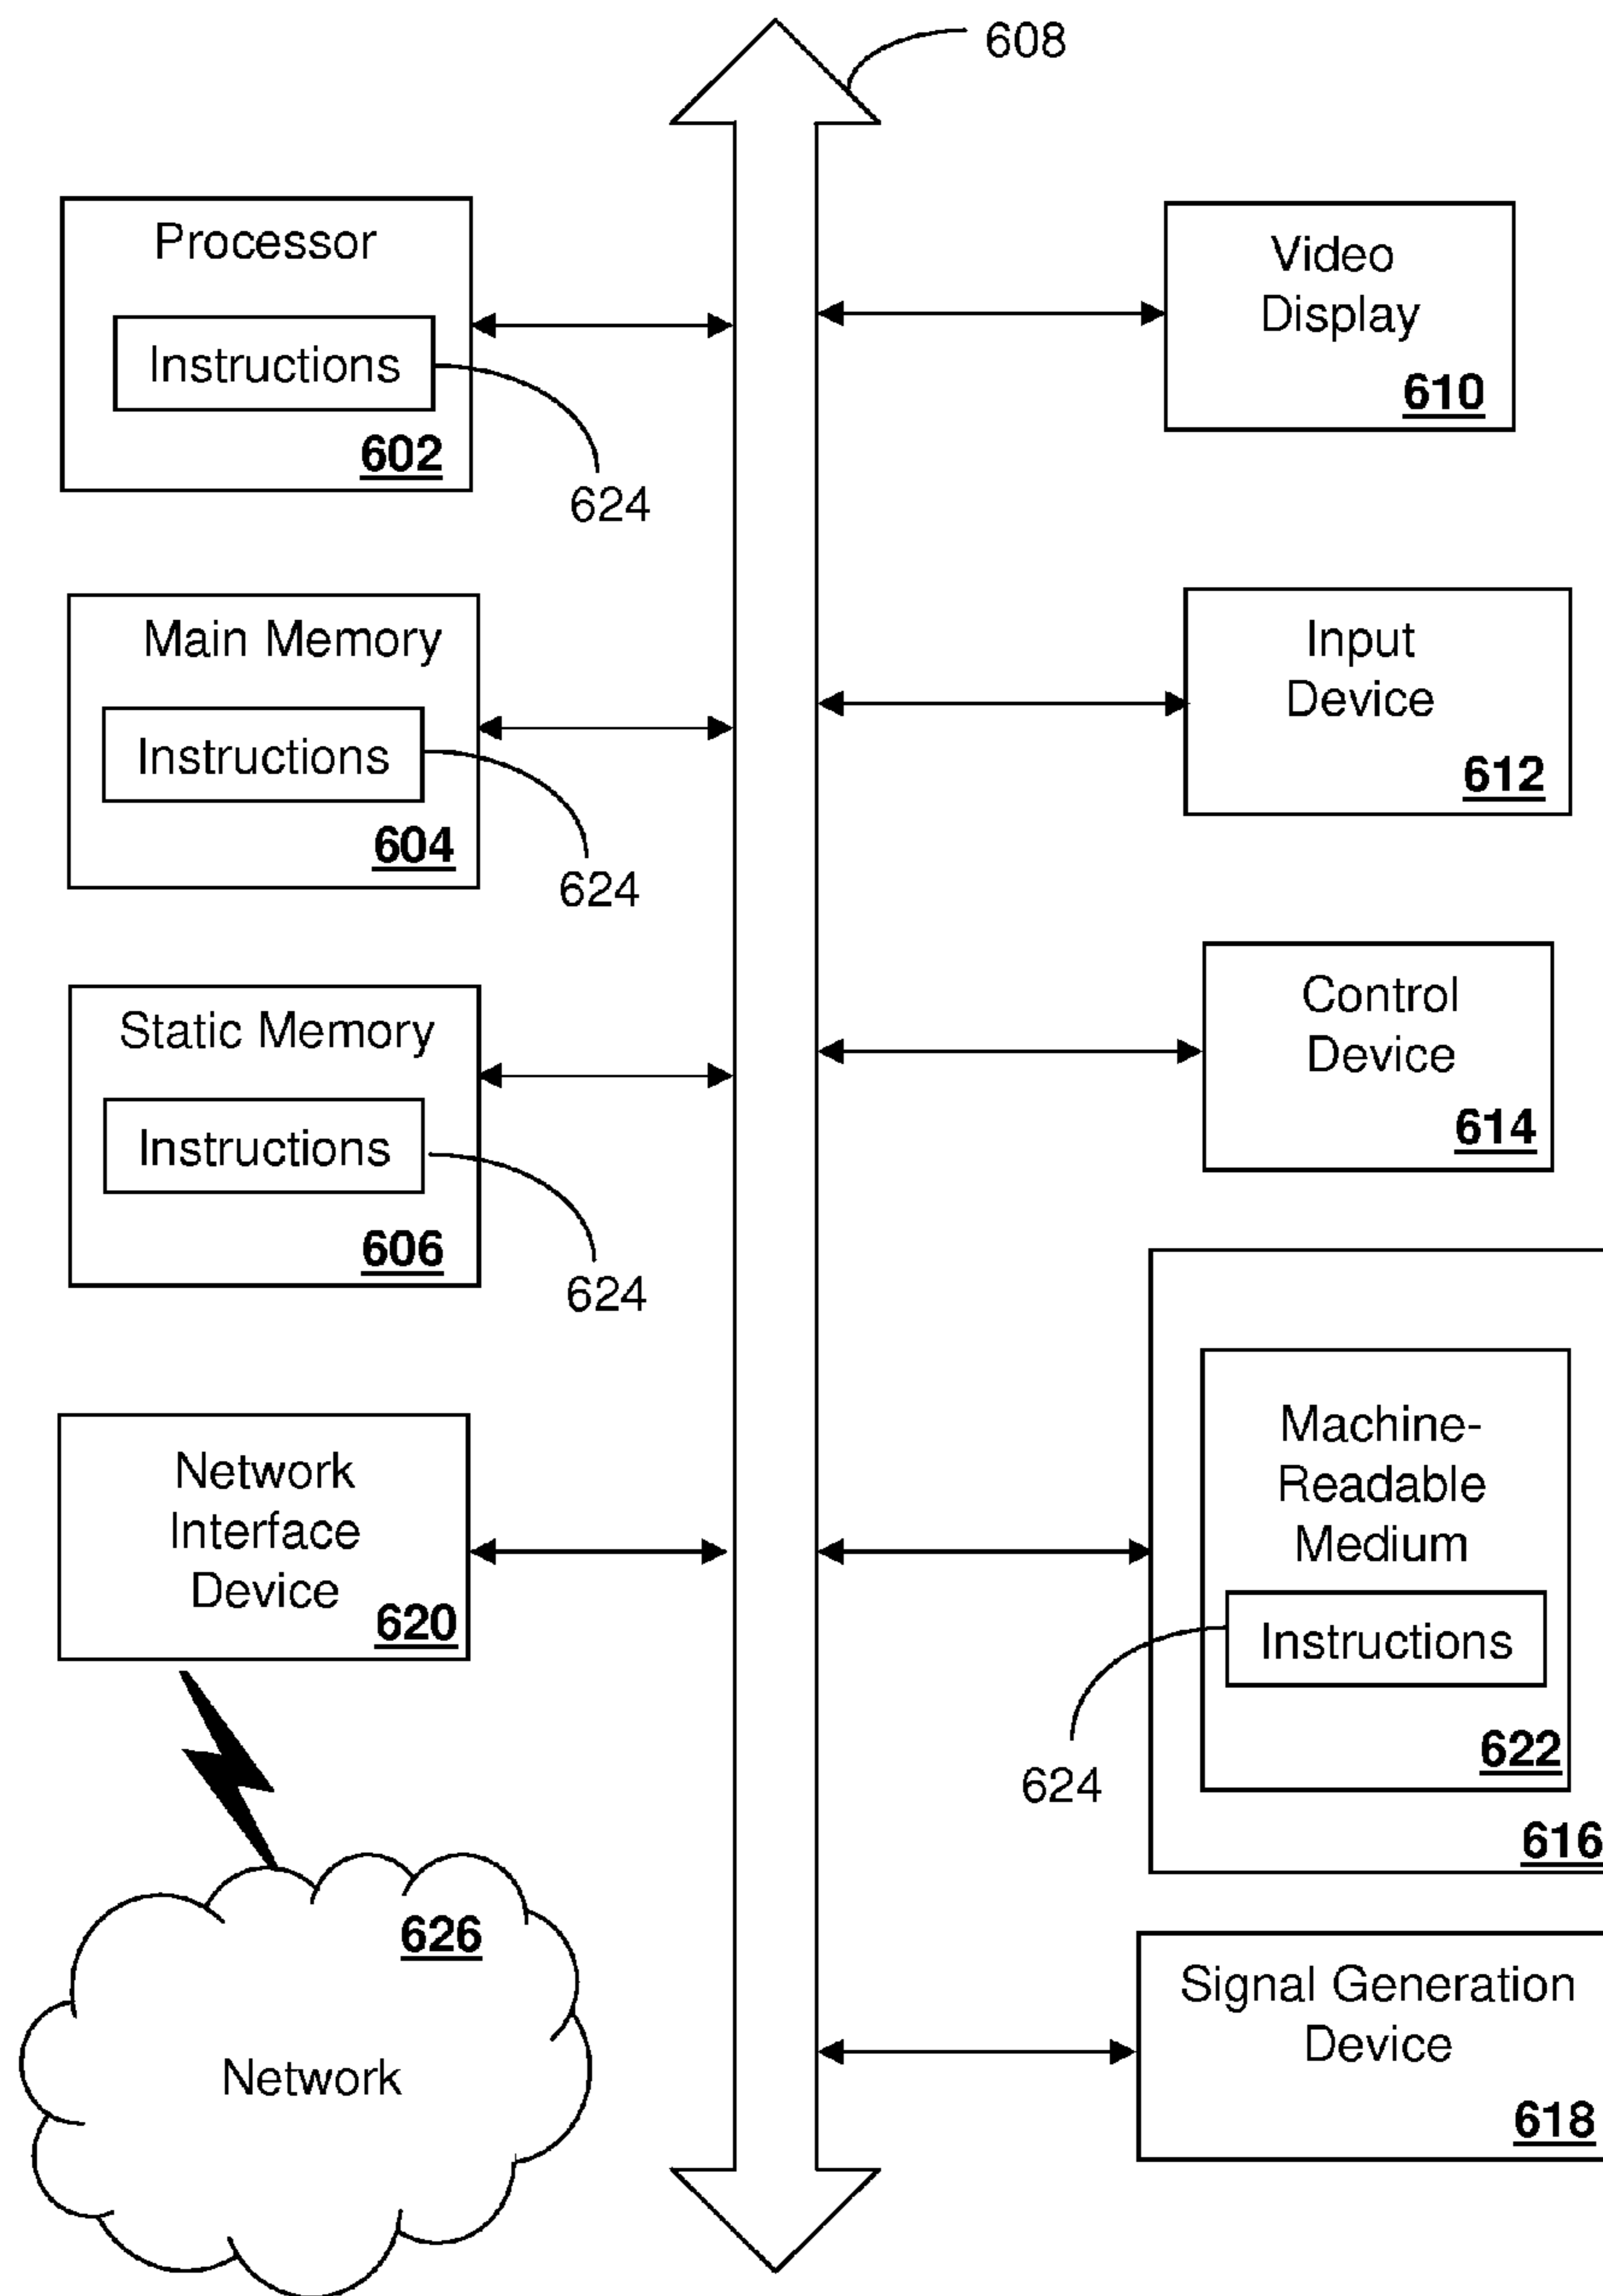 608
Processor
Instructions
602
624
Main Memory
Instructions
604
624
Static Memory
Instructions
606
624
Network
Interface
Device
620
626
Network
Video
Display
610
Input
Device
612
Control
Device
614
Machine-
Readable
Medium
Instructions
622
624
616
Signal Generation
Device
618